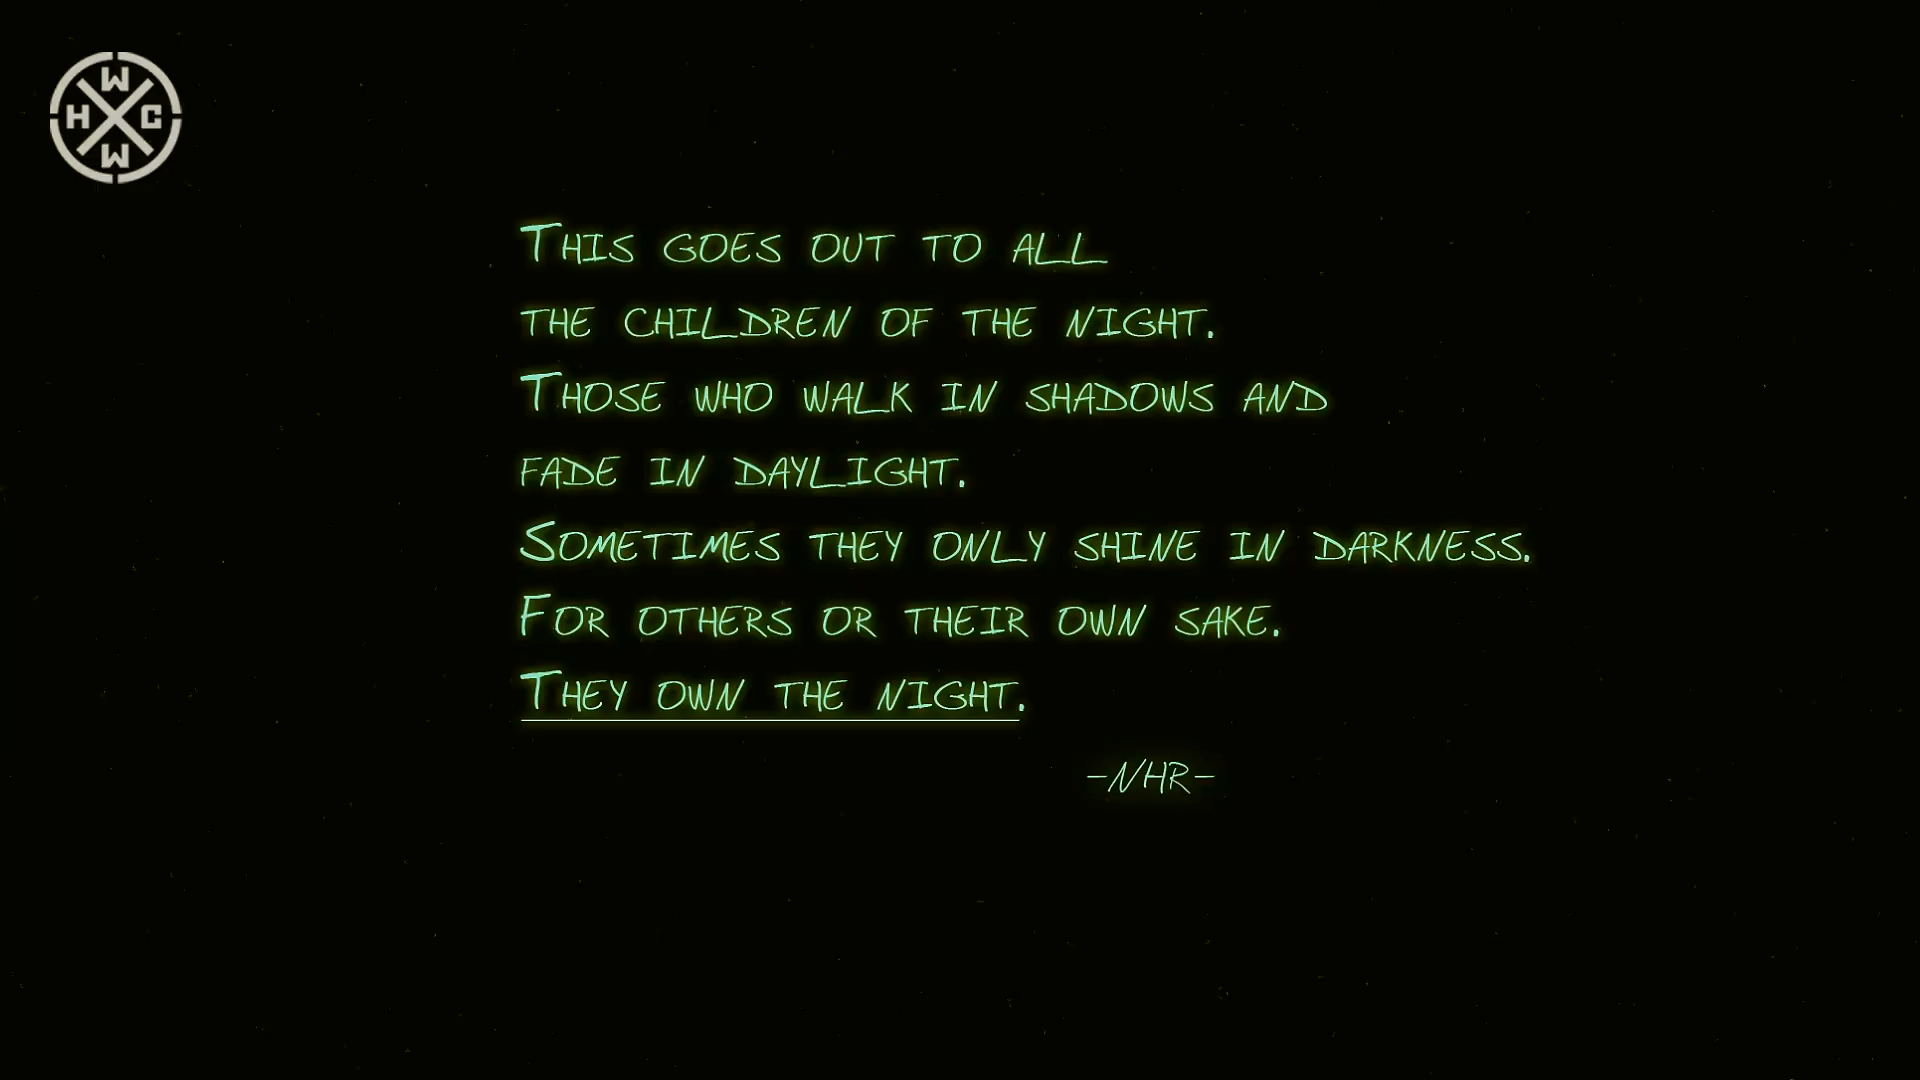 W
H C
W
THIS GOES OUT TO ALL
THE CHILDREN OF THE NIGHT.
THOSE WHO WALK IN SHADOWS AND
FADE IN DAYLIGHT.
SOMETIMES THEY ONLY SHINE IN DARKNESS.
FOR OTHERS OR THEIR OWN SAKE.
THEY OWN THE NIGHT.
-NHR-